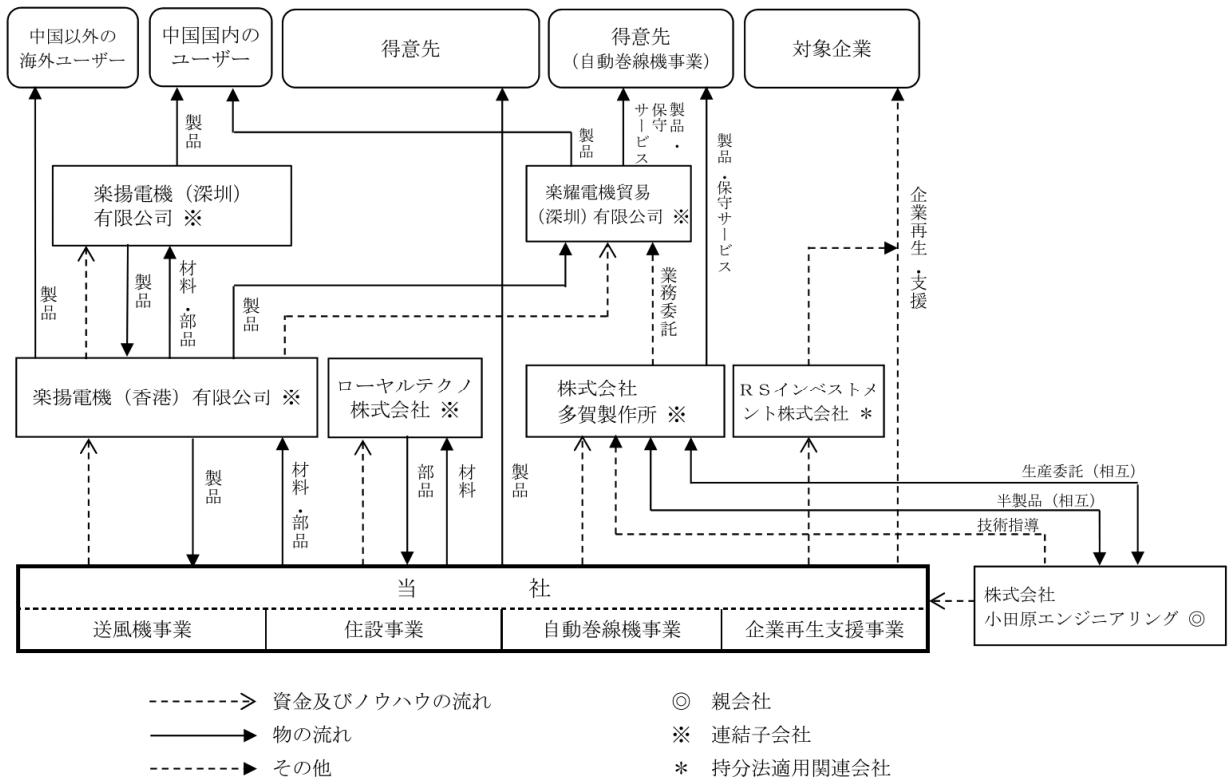 中国以外の
海外ユーザー
中国国内の
ユーザー
得意先
得意先
(自動巻線機事業)
対象企業
製品
製品
製品・
保守
サービス
製品・保守サービス
企業再生・支援
楽揚電機（深圳）
有限公司 ※
楽耀電機貿易
（深圳）有限公司 ※
製品
製品
材料・部品
製品
業務委託
楽揚電機（香港）有限公司 ※
ローヤルテクノ
株式会社 ※
株式会社
多賀製作所 ※
ＲＳインベストメ
ント株式会社 ＊
製品
材料・部品
部品
材料
製品
生産委託（相互）
半製品（相互）
技術指導
当社
送風機事業
住設事業
自動巻線機事業
企業再生支援事業
株式会社
小田原エンジニアリング ◎
資金及びノウハウの流れ
◎ 親会社
物の流れ
※ 連結子会社
その他
＊ 持分法適用関連会社